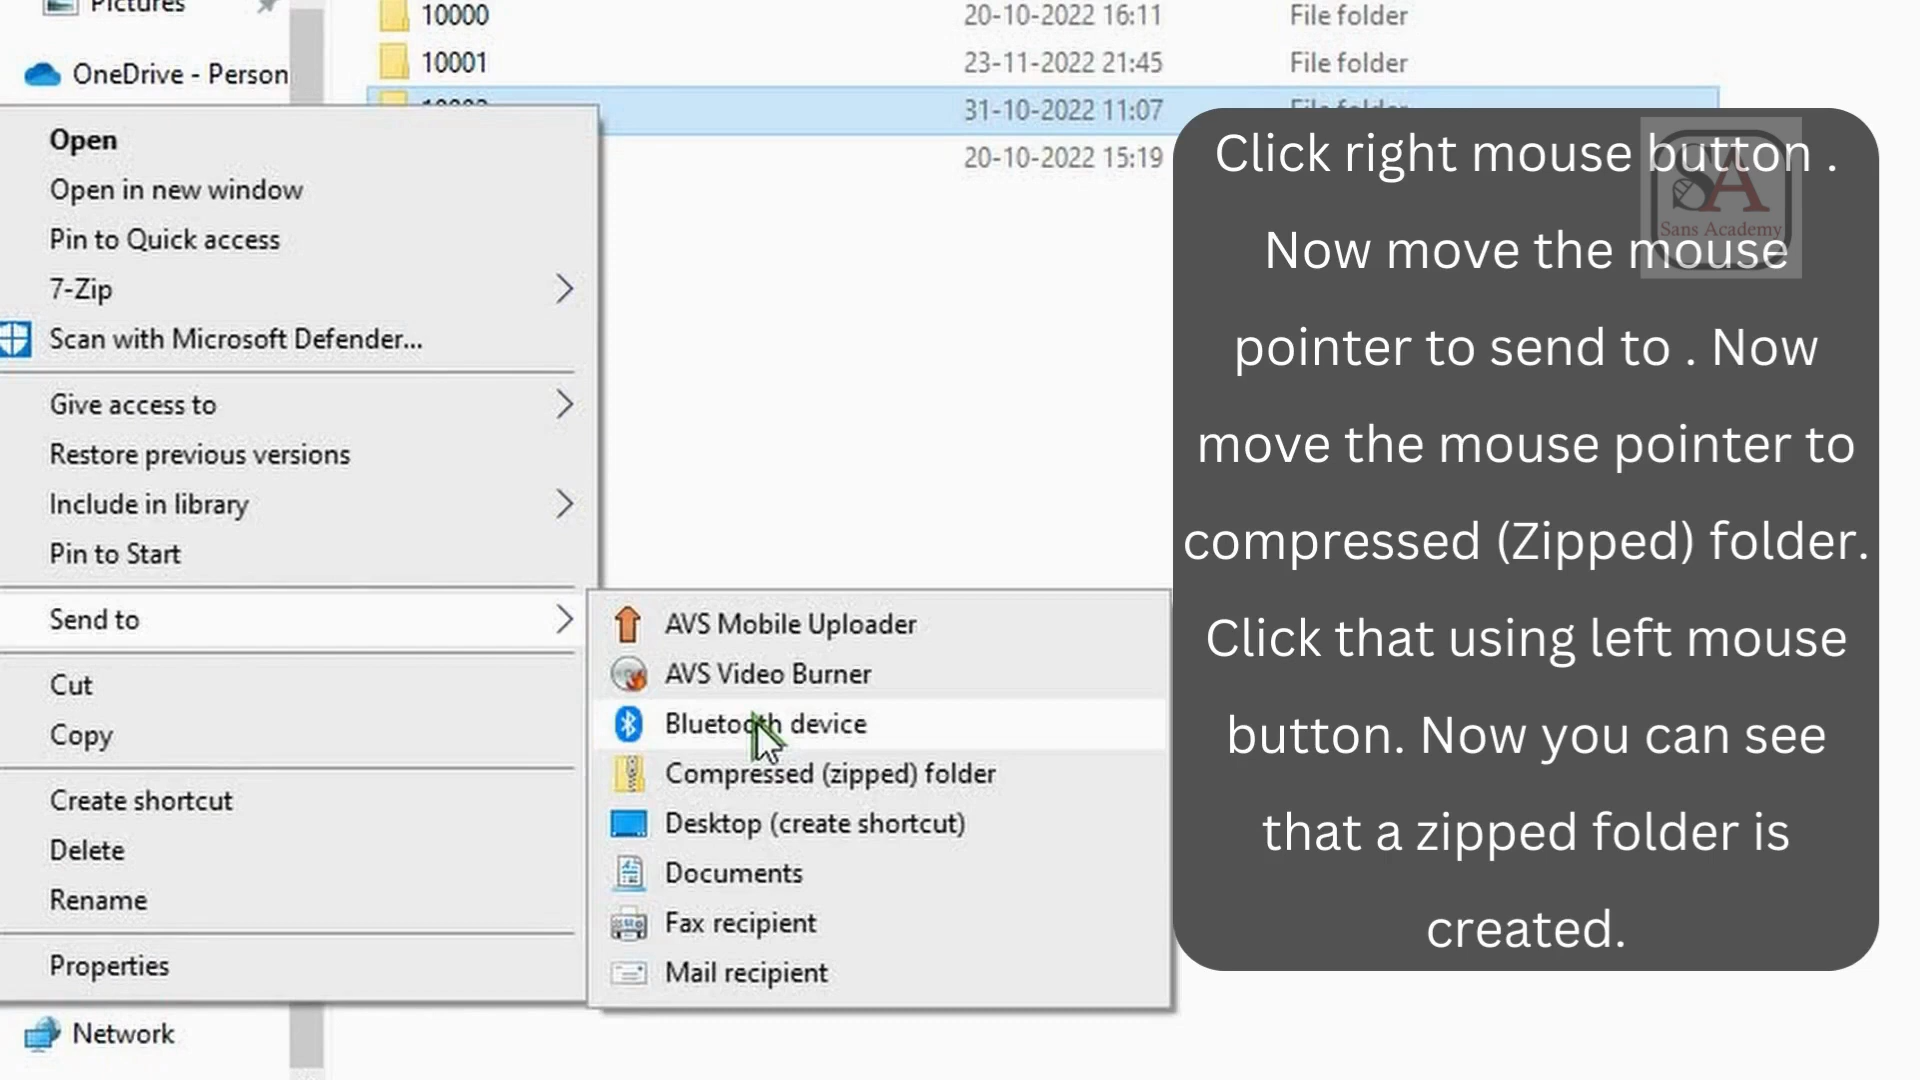 Pictures
OneDrive - Person
10000 20-10-2022 16:11 File folder
10001 23-11-2022 21:45 File folder
31-10-2022 11:07 File folder
20-10-2022 15:19
Open
Open in new window
Pin to Quick access
7-Zip
Scan with Microsoft Defender...
Give access to
Restore previous versions
Include in library
Pin to Start
Send to
Cut
Copy
Create shortcut
Delete
Rename
Properties
Network
AVS Mobile Uploader
AVS Video Burner
Bluetooth device
Compressed (zipped) folder
Desktop (create shortcut)
Documents
Fax recipient
Mail recipient
Click right mouse button .
Now move the mouse
pointer to send to . Now
move the mouse pointer to
compressed (Zipped) folder.
Click that using left mouse
button. Now you can see
that a zipped folder is
created.
SA
Sans Academy